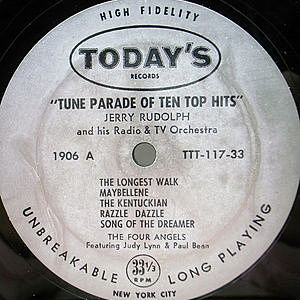 HIGH FIDELITY
TODAY'S
RECORDS
"TUNE PARADE OF TEN TOP HITS"
JERRY RUDOLPH
and his Radio & TV Orchestra
1906 A
TTT-117-33
THE LONGEST WALK
MAYBELLENE
THE KENTUCKIAN
RAZZLE DAZZLE
SONG OF THE DREAMER
THE FOUR ANGELS
Featuring Judy Lynn & Paul Bean
33 1/3
RPM
UNBREAKABLE LONG PLAYING
NEW YORK CITY